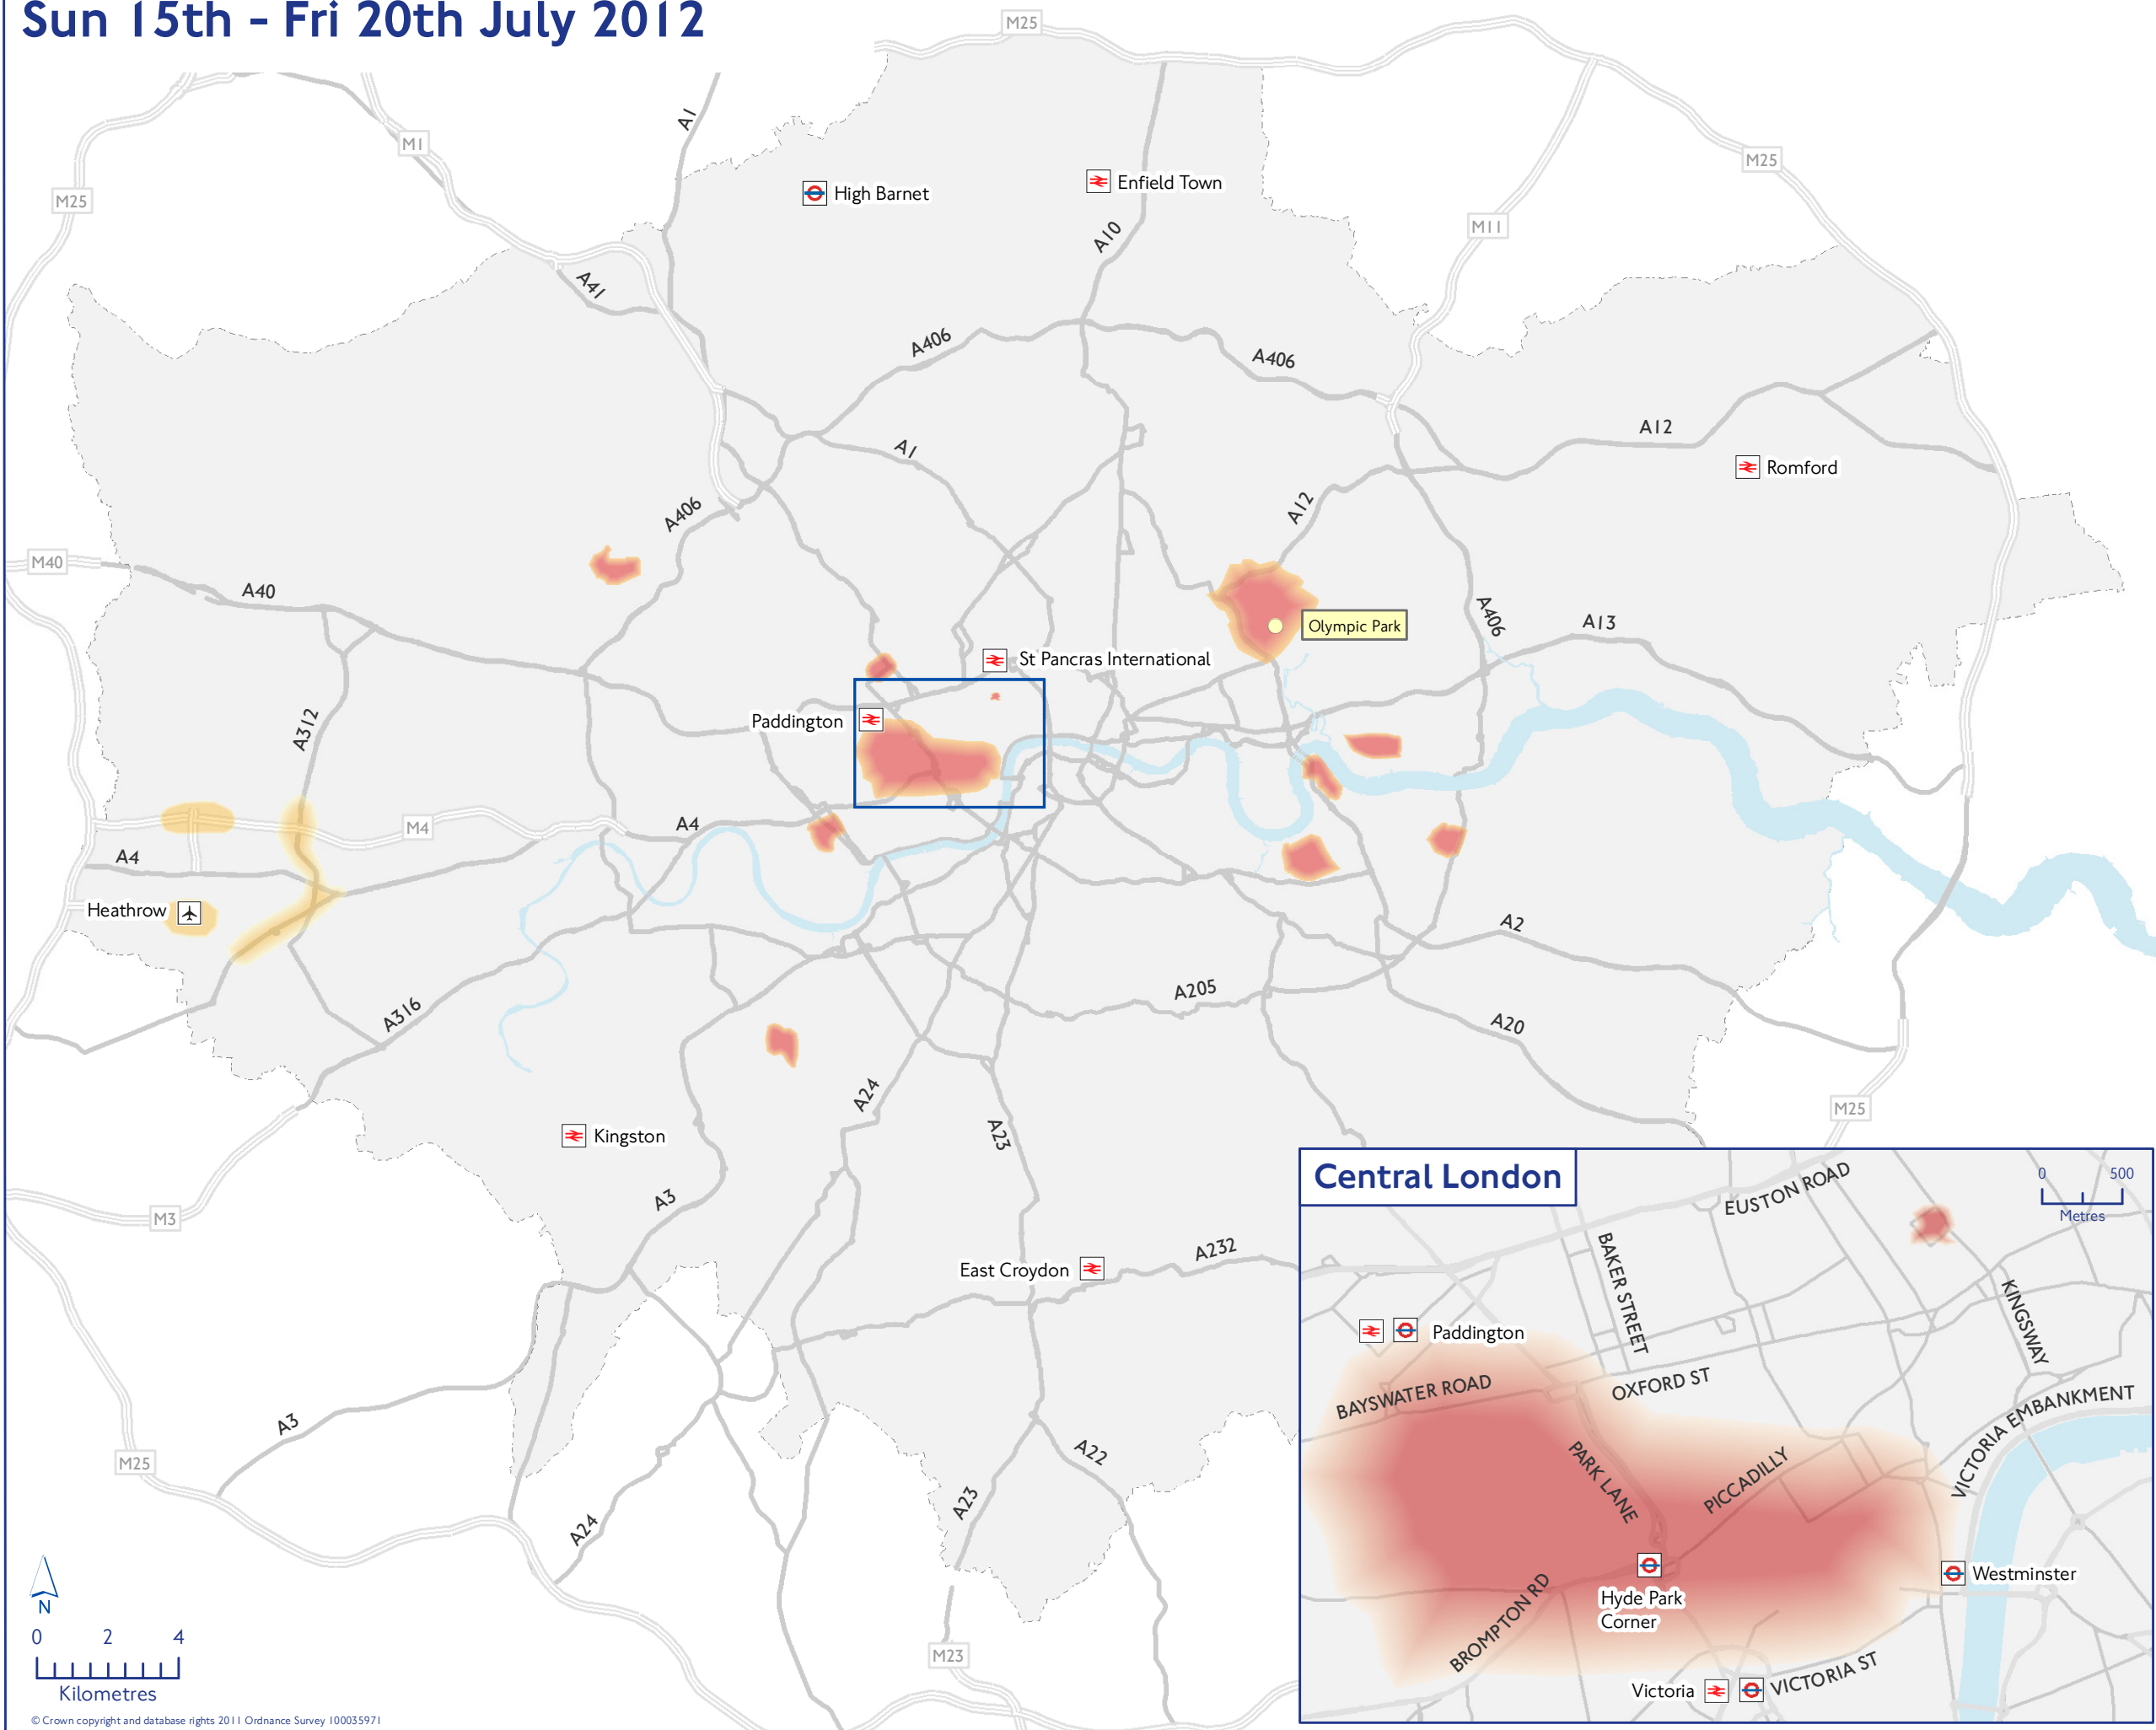 Sun 15th - Fri 20th July 2012
M25
A1
M1
M25
M25
High Barnet
Enfield Town
M11
A10
A41
A406
A406
A12
A1
Romford
A406
A12
M40
A40
A406
A13
Olympic Park
St Pancras International
Paddington
A312
M4
A4
A4
Heathrow
A2
A205
A316
A20
A24
M25
A23
Kingston
A3
M3
East Croydon
A232
A3
A22
M25
A23
A24
M23
N
0 2 4
Kilometres
© Crown copyright and database rights 2011 Ordnance Survey 100035971
Central London
EUSTON ROAD
0 500
Metres
BAKER STREET
KINGSWAY
Paddington
BAYSWATER ROAD
OXFORD ST
VICTORIA EMBANKMENT
PARK LANE
PICCADILLY
Hyde Park
Corner
Westminster
BROMPTON RD
Victoria
VICTORIA ST